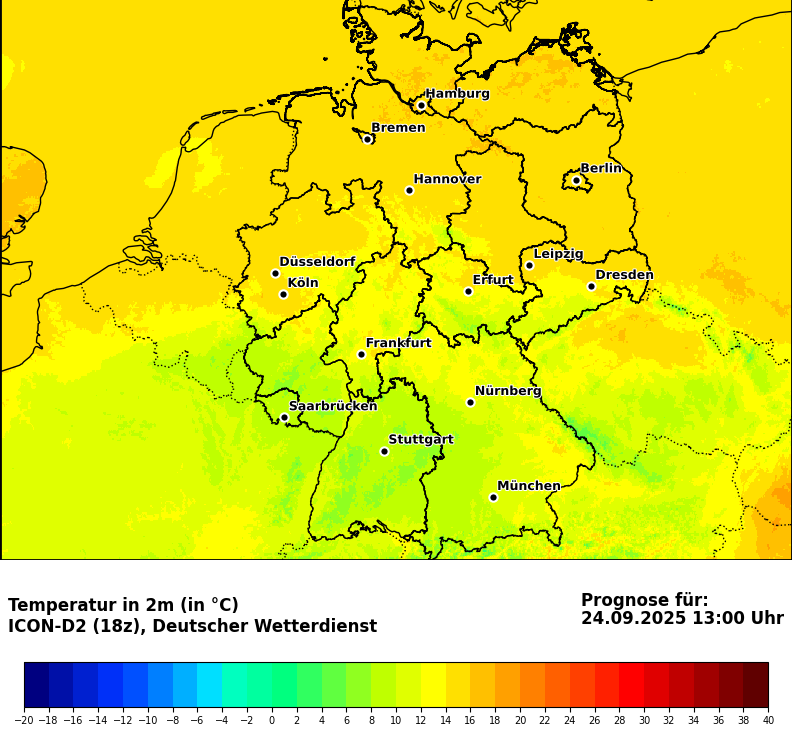 Hamburg
Bremen
Berlin
Hannover
Leipzig
Düsseldorf
Dresden
Erfurt
Köln
Frankfurt
Nürnberg
Saarbrücken
Stuttgart
München
Temperatur in 2m (in °C)
ICON-D2 (18z), Deutscher Wetterdienst
Prognose für:
24.09.2025 13:00 Uhr
−20 −18 −16 −14 −12 −10 −8 −6 −4 −2 0 2 4 6 8 10 12 14 16 18 20 22 24 26 28 30 32 34 36 38 40